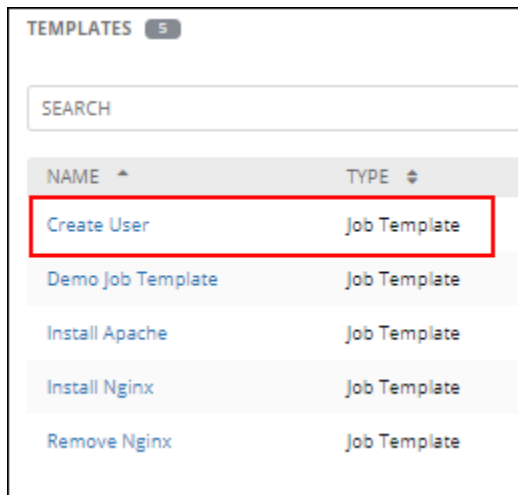 TEMPLATES 5
SEARCH
NAME TYPE
Create User Job Template
Demo Job Template Job Template
Install Apache Job Template
Install Nginx Job Template
Remove Nginx Job Template